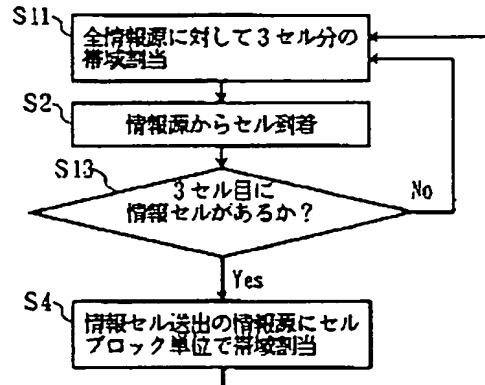 S11
全情報源に対して3セル分の
帯域割当
S2
情報源からセル到着
S13
3セル目に
情報セルがあるか?
No
Yes
S4
情報セル送出の情報源にセル
ブロック単位で帯域割当